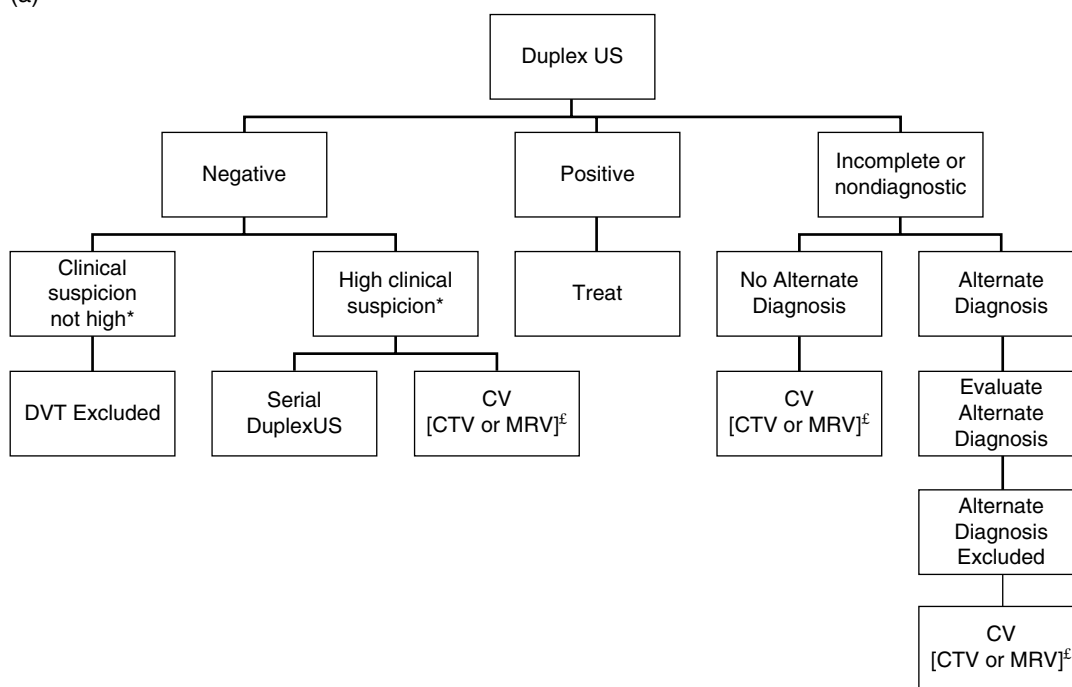 (a)
Duplex US
Negative
Positive
Incomplete or
nondiagnostic
Clinical
suspicion
not high*
High clinical
suspicion*
Treat
No Alternate
Diagnosis
Alternate
Diagnosis
DVT Excluded
Serial
DuplexUS
CV
[CTV or MRV]£
CV
[CTV or MRV]£
Evaluate
Alternate
Diagnosis
Alternate
Diagnosis
Excluded
CV
[CTV or MRV]£